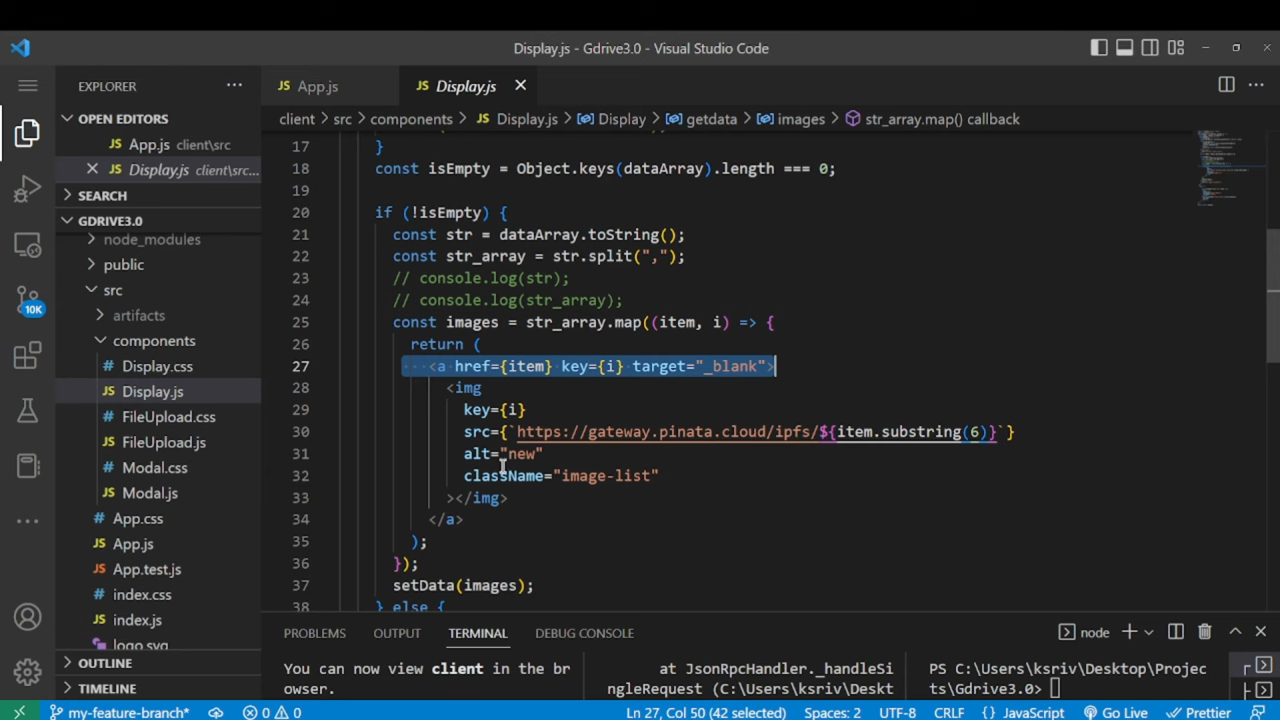 Display.js - Gdrive3.0 - Visual Studio Code
EXPLORER
OPEN EDITORS
JS App.js client\src
JS Display.js client\src...
SEARCH
GDRIVE3.0
node_modules
public
src
artifacts
components
# Display.css
JS Display.js
# FileUpload.css
JS FileUpload.js
# Modal.css
JS Modal.js
# App.css
JS App.js
JS App.test.js
# index.css
JS index.js
logo.svg
OUTLINE
TIMELINE
10K
JS App.js
JS Display.js
client > src > components > JS Display.js > Display > getdata > images > str_array.map() callback
17 }
18 const isEmpty = Object.keys(dataArray).length === 0;
19
20 if (!isEmpty) {
21 const str = dataArray.toString();
22 const str_array = str.split(",");
23 // console.log(str);
24 // console.log(str_array);
25 const images = str_array.map((item, i) => {
26 return (
27 <a href={item} key={i} target="_blank">
28 <img
29 key={i}
30 src={`https://gateway.pinata.cloud/ipfs/${item.substring(6)}`}
31 alt="new"
32 className="image-list"
33 ></img>
34 </a>
35 );
36 });
37 setData(images);
38 } else {
PROBLEMS OUTPUT TERMINAL DEBUG CONSOLE
node
You can now view client in the br
owser.
at JsonRpcHandler._handleSi
ngleRequest (C:\Users\ksriv\Deskt
PS C:\Users\ksriv\Desktop\Projec
ts\Gdrive3.0>
my-feature-branch* 0 0 Ln 27, Col 50 (42 selected) Spaces: 2 UTF-8 CRLF {} JavaScript Go Live Prettier